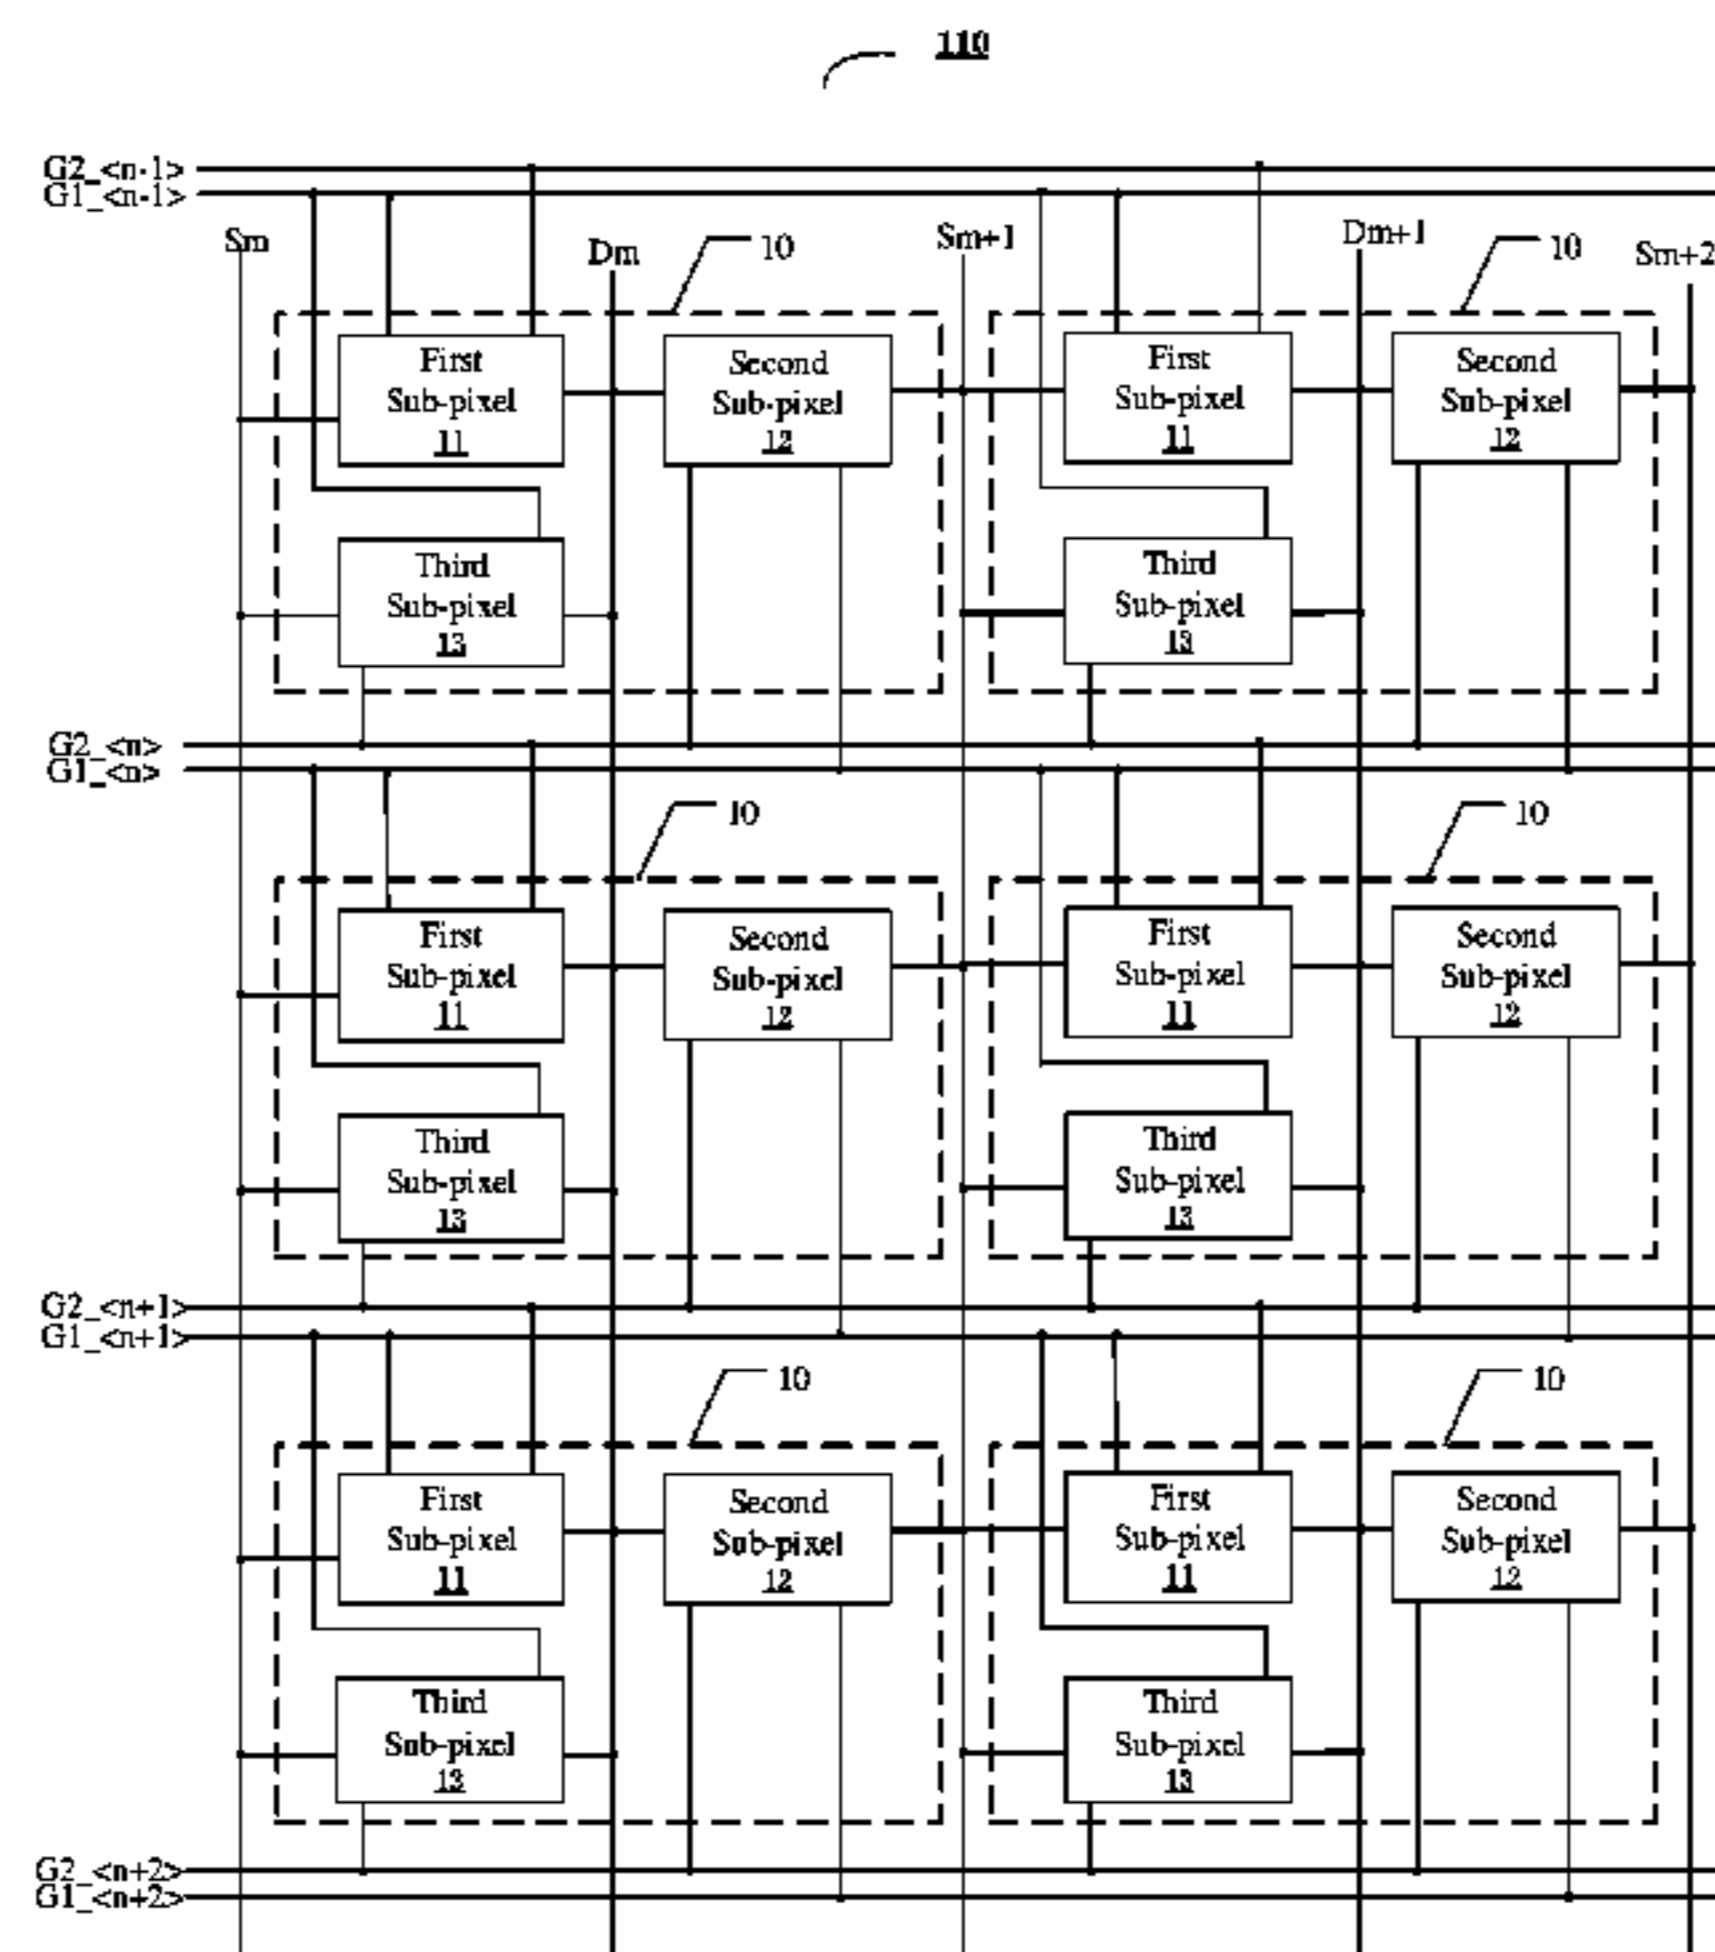 110
G2_<n-1>
G1_<n-1>
Sm
Dm
10
Sm+1
Dm+1
10
Sm+2
First
Sub-pixel
11
Second
Sub-pixel
12
First
Sub-pixel
11
Second
Sub-pixel
12
Third
Sub-pixel
13
Third
Sub-pixel
13
G2_<n>
G1_<n>
10
10
First
Sub-pixel
11
Second
Sub-pixel
12
First
Sub-pixel
11
Second
Sub-pixel
12
Third
Sub-pixel
13
Third
Sub-pixel
13
G2_<n+1>
G1_<n+1>
10
10
First
Sub-pixel
11
Second
Sub-pixel
12
First
Sub-pixel
11
Second
Sub-pixel
12
Third
Sub-pixel
13
Third
Sub-pixel
13
G2_<n+2>
G1_<n+2>